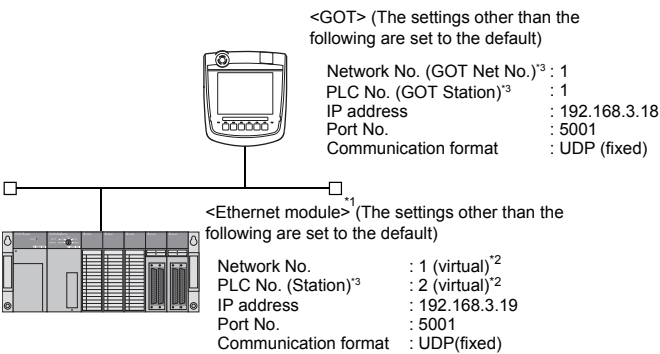 <GOT> (The settings other than the
following are set to the default)
Network No. (GOT Net No.)*3 : 1
PLC No. (GOT Station)*3 : 1
IP address : 192.168.3.18
Port No. : 5001
Communication format : UDP (fixed)
<Ethernet module>*1 (The settings other than the
following are set to the default)
Network No. : 1 (virtual)*2
PLC No. (Station)*3 : 2 (virtual)*2
IP address : 192.168.3.19
Port No. : 5001
Communication format : UDP(fixed)